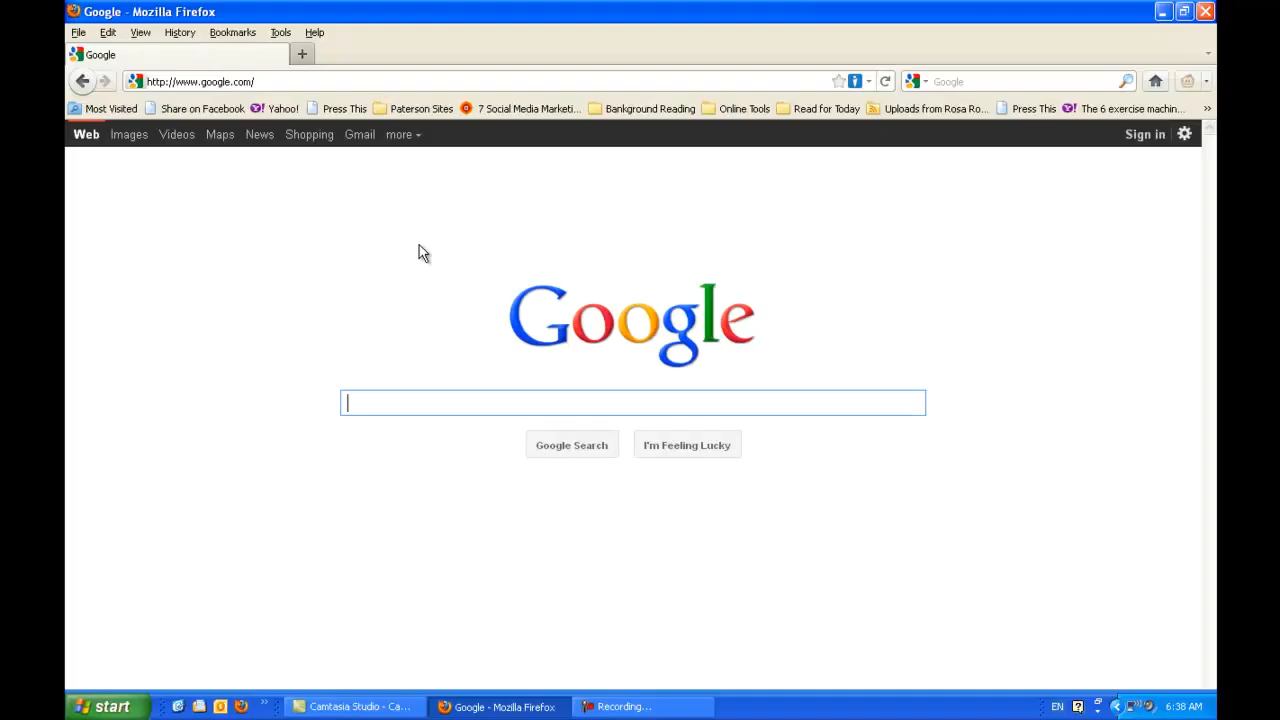 Google - Mozilla Firefox
File Edit View History Bookmarks Tools Help
Google
http://www.google.com/ Google
Most Visited Share on Facebook Yahoo! Press This Paterson Sites 7 Social Media Marketi... Bankground Reading Online Tools Read for Today Uploads from Rosa Ro... Press This The 6 exercise machin... »
Web Images Videos Maps News Shopping Gmail more Sign in
Google
Google Search I'm Feeling Lucky
start Camtasia Studio - Ca... Google - Mozilla Firefox Recording... EN 6:38 AM